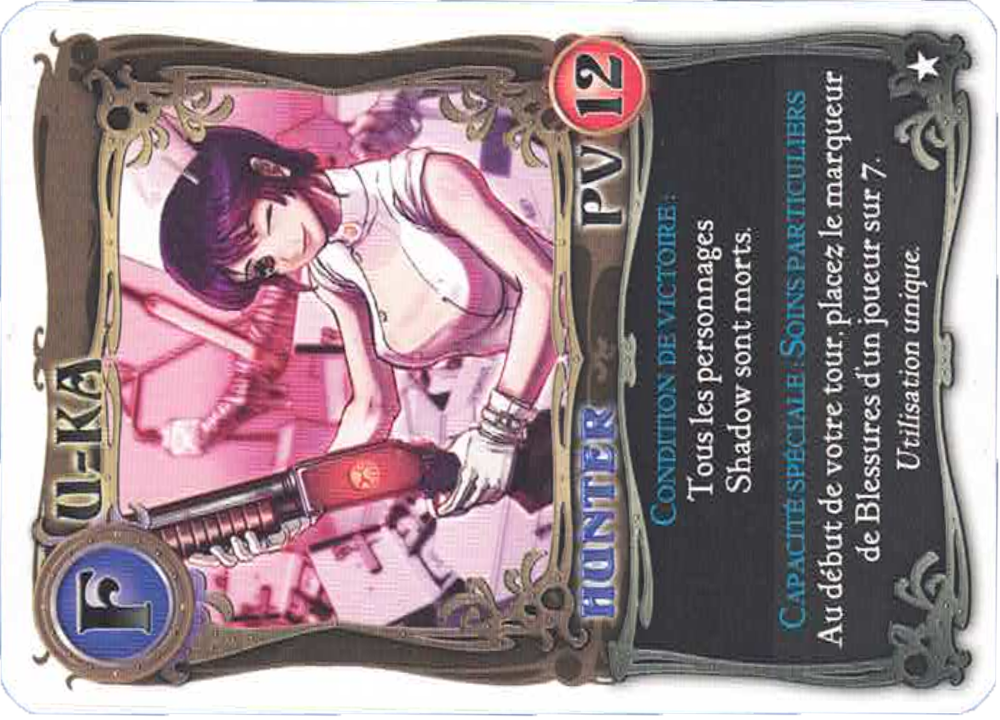 F U-KA
HUNTER PV 12
CONDITION DE VICTOIRE :
Tous les personnages
Shadow sont morts.
CAPACITÉ SPÉCIALE : SOINS PARTICULIERS
Au début de votre tour, placez le marqueur
de Blessures d'un joueur sur 7.
Utilisation unique.